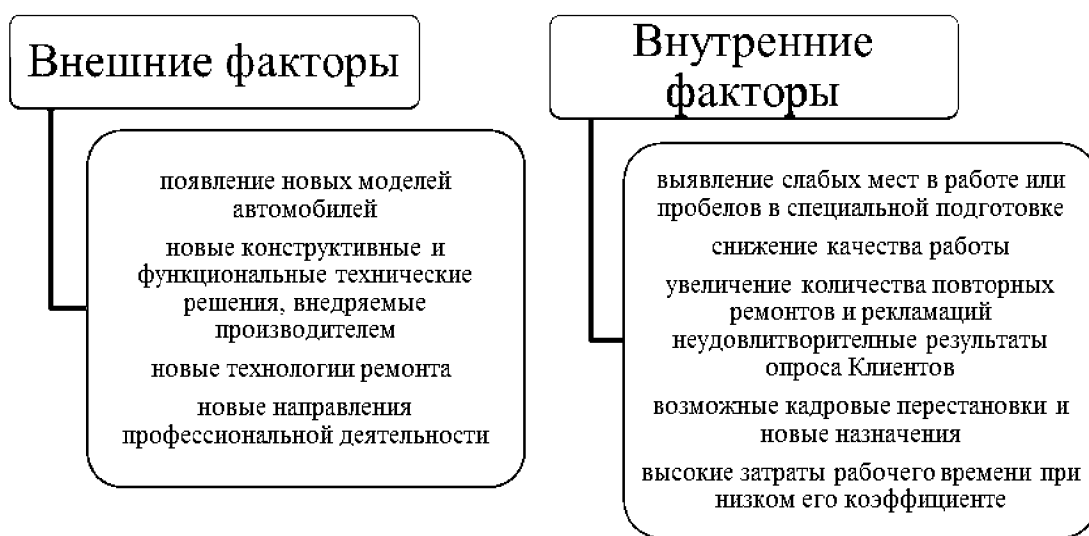 Внешние факторы
появление новых моделей
автомобилей
новые конструктивные и
функциональные технические
решения, внедряемые
производителем
новые технологии ремонта
новые направления
профессиональной деятельности
Внутренние
факторы
выявление слабых мест в работе или
пробелов в специальной подготовке
снижение качества работы
увеличение количества повторных
ремонтов и рекламаций
неудовлитворителные результаты
опроса Клиентов
возможные кадровые перестановки и
новые назначения
высокие затраты рабочего времени при
низком его коэффициенте